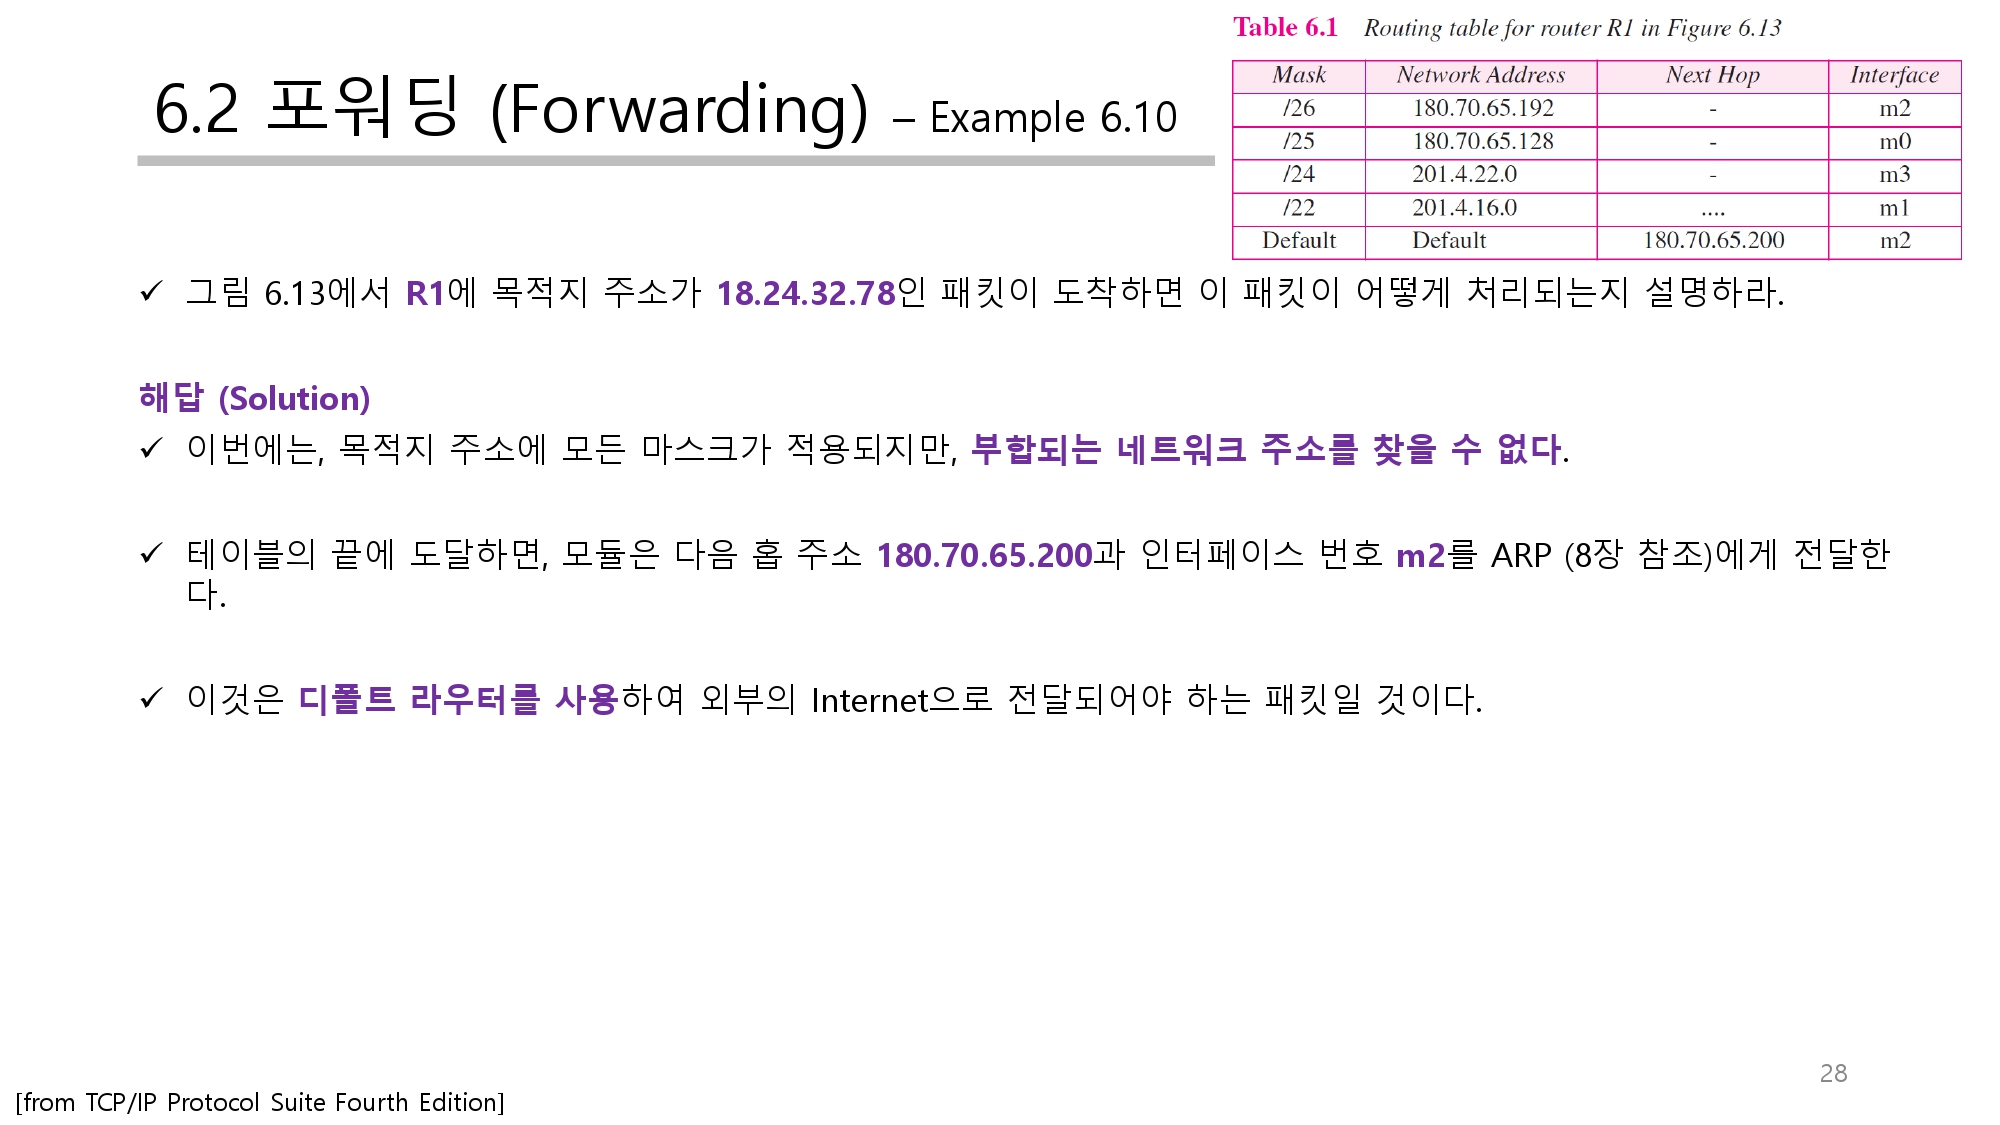 Table 6.1 Routing table for router R1 in Figure 6.13
6.2 포워딩 (Forwarding) – Example 6.10
Mask Network Address Next Hop Interface
/26 180.70.65.192 - m2
/25 180.70.65.128 - m0
/24 201.4.22.0 - m3
/22 201.4.16.0 .... m1
Default Default 180.70.65.200 m2
✓ 그림 6.13에서 R1에 목적지 주소가 18.24.32.78인 패킷이 도착하면 이 패킷이 어떻게 처리되는지 설명하라.
해답 (Solution)
✓ 이번에는, 목적지 주소에 모든 마스크가 적용되지만, 부합되는 네트워크 주소를 찾을 수 없다.
✓ 테이블의 끝에 도달하면, 모듈은 다음 홉 주소 180.70.65.200과 인터페이스 번호 m2를 ARP (8장 참조)에게 전달한
다.
✓ 이것은 디폴트 라우터를 사용하여 외부의 Internet으로 전달되어야 하는 패킷일 것이다.
28
[from TCP/IP Protocol Suite Fourth Edition]